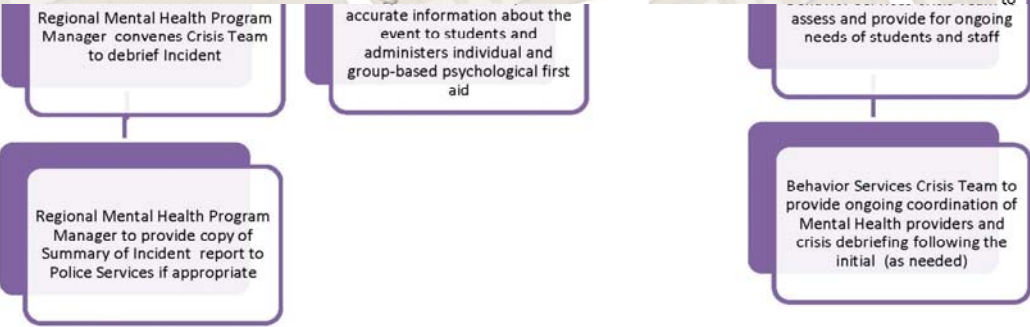 Regional Mental Health Program
Manager convenes Crisis Team
to debrief Incident
accurate information about the
event to students and
administers individual and
group-based psychological first
aid
assess and provide for ongoing
needs of students and staff
Regional Mental Health Program
Manager to provide copy of
Summary of Incident report to
Police Services if appropriate
Behavior Services Crisis Team to
provide ongoing coordination of
Mental Health providers and
crisis debriefing following the
initial (as needed)